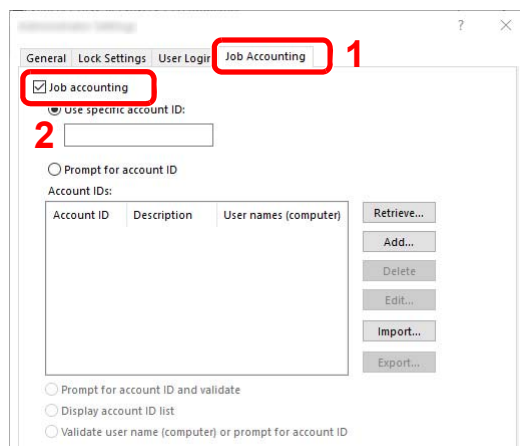 ?
General Lock Settings User Login Job Accounting 1
Job accounting
Use specific account ID:
2
Prompt for account ID
Account IDs:
Account ID Description User names (computer) Retrieve...
Add...
Delete
Edit...
Import...
Export...
Prompt for account ID and validate
Display account ID list
Validate user name (computer) or prompt for account ID